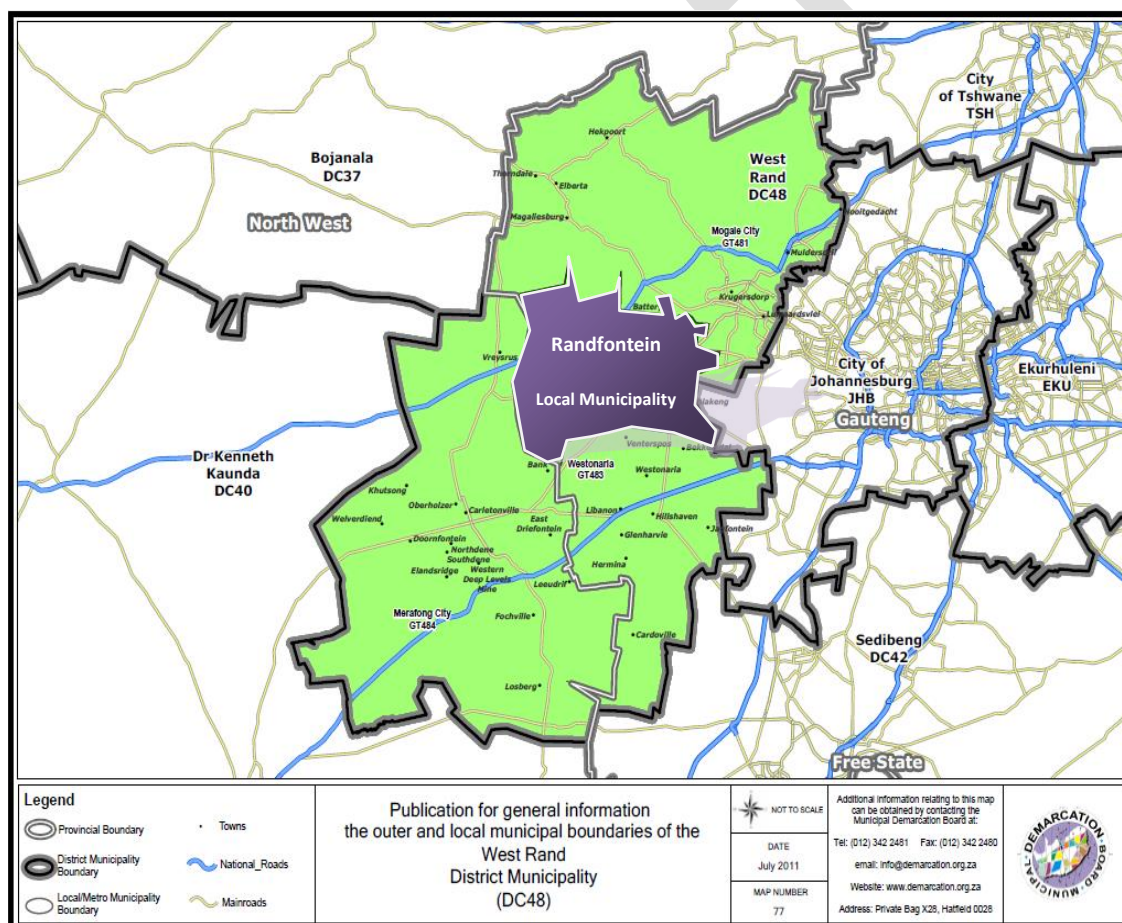 City
of Tshwane
TSH
Hekpoort
Bojanala
DC37
West
Rand
DC48
Thorndale
Elberta
North West
Magaliesburg
Nooitgedacht
Mogale City
GT481
Muldersdrif
Krugersdorp
Batter
Luipaardsvlei
Randfontein
Local Municipality
Vreysrus
City of
Johannesburg
JHB
Gauteng
Ekurhuleni
EKU
Venterspos
Dr Kenneth
Kaunda
DC40
Bank
Westonaria
GT483
Westonaria
Khutsong
Oberholzer
Carletonville
Welverdiend
East
Driefontein
Libanon
Hillshaven
Glenharvie
Doornfontein
Northdene
Southdene
Elandsridge
Western
Deep Levels
Mine
Leeudrif
Hermina
Merafong City
GT484
Fochville
Cardoville
Sedibeng
DC42
Losberg
Free State
Legend
Provincial Boundary
District Municipality
Boundary
Local/Metro Municipality
Boundary
Towns
National_Roads
Mainroads
Publication for general information
the outer and local municipal boundaries of the
West Rand
District Municipality
(DC48)
NOT TO SCALE
DATE
July 2011
MAP NUMBER
77
Additional information relating to this map
can be obtained by contacting the
Municipal Demarcation Board at:
Tel: (012) 342 2481 Fax: (012) 342 2480
email: info@demarcation.org.za
Website: www.demarcation.org.za
Address: Private Bag X28, Hatfield 0028
MUNICIPAL DEMARCATION BOARD